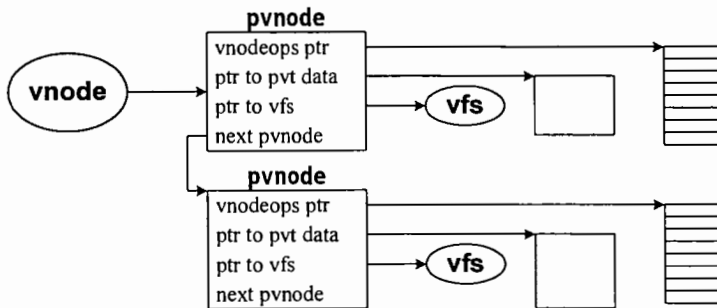 pvnode
vnode
vnodeops ptr
ptr to pvt data
ptr to vfs
vfs
next pvnode
pvnode
vnodeops ptr
ptr to pvt data
ptr to vfs
vfs
next pvnode